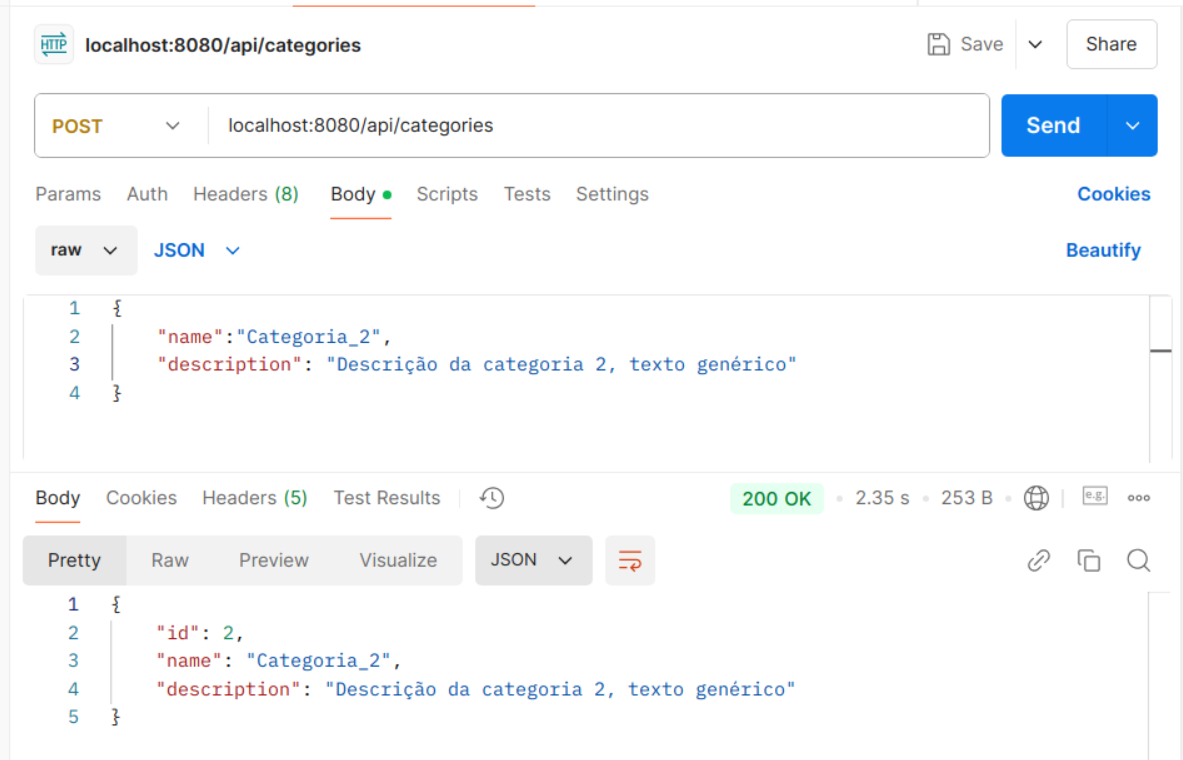 HTTP localhost:8080/api/categories Save Share
POST localhost:8080/api/categories Send
Params Auth Headers (8) Body Scripts Tests Settings Cookies
raw JSON Beautify
1 {
2 "name":"Categoria_2",
3 "description": "Descrição da categoria 2, texto genérico"
4 }
Body Cookies Headers (5) Test Results 200 OK 2.35 s 253 B e.g.
Pretty Raw Preview Visualize JSON
1 {
2 "id": 2,
3 "name": "Categoria_2",
4 "description": "Descrição da categoria 2, texto genérico"
5 }